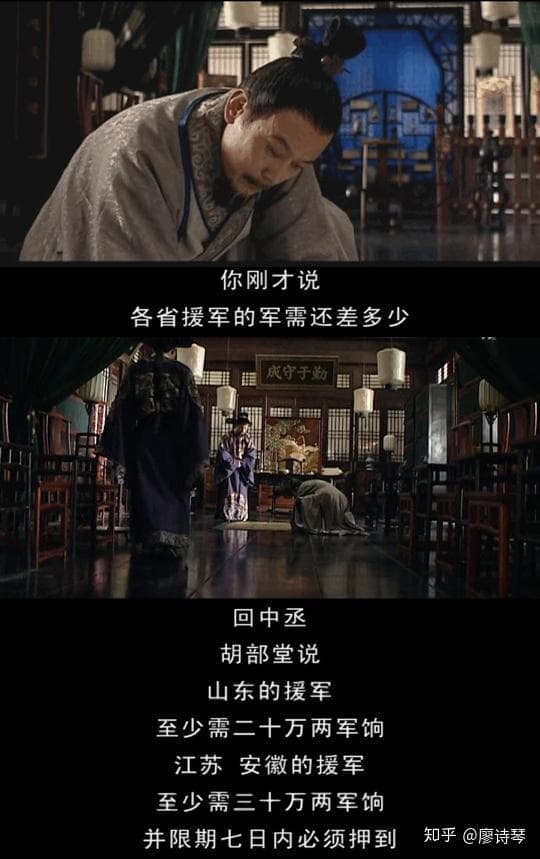 你刚才说
各省援军的军需还差多少
成守于勤
回中丞
胡部堂说
山东的援军
至少需二十万两军饷
江苏 安徽的援军
至少需三十万两军饷
并限期七日内必须押到
知乎 @廖诗琴